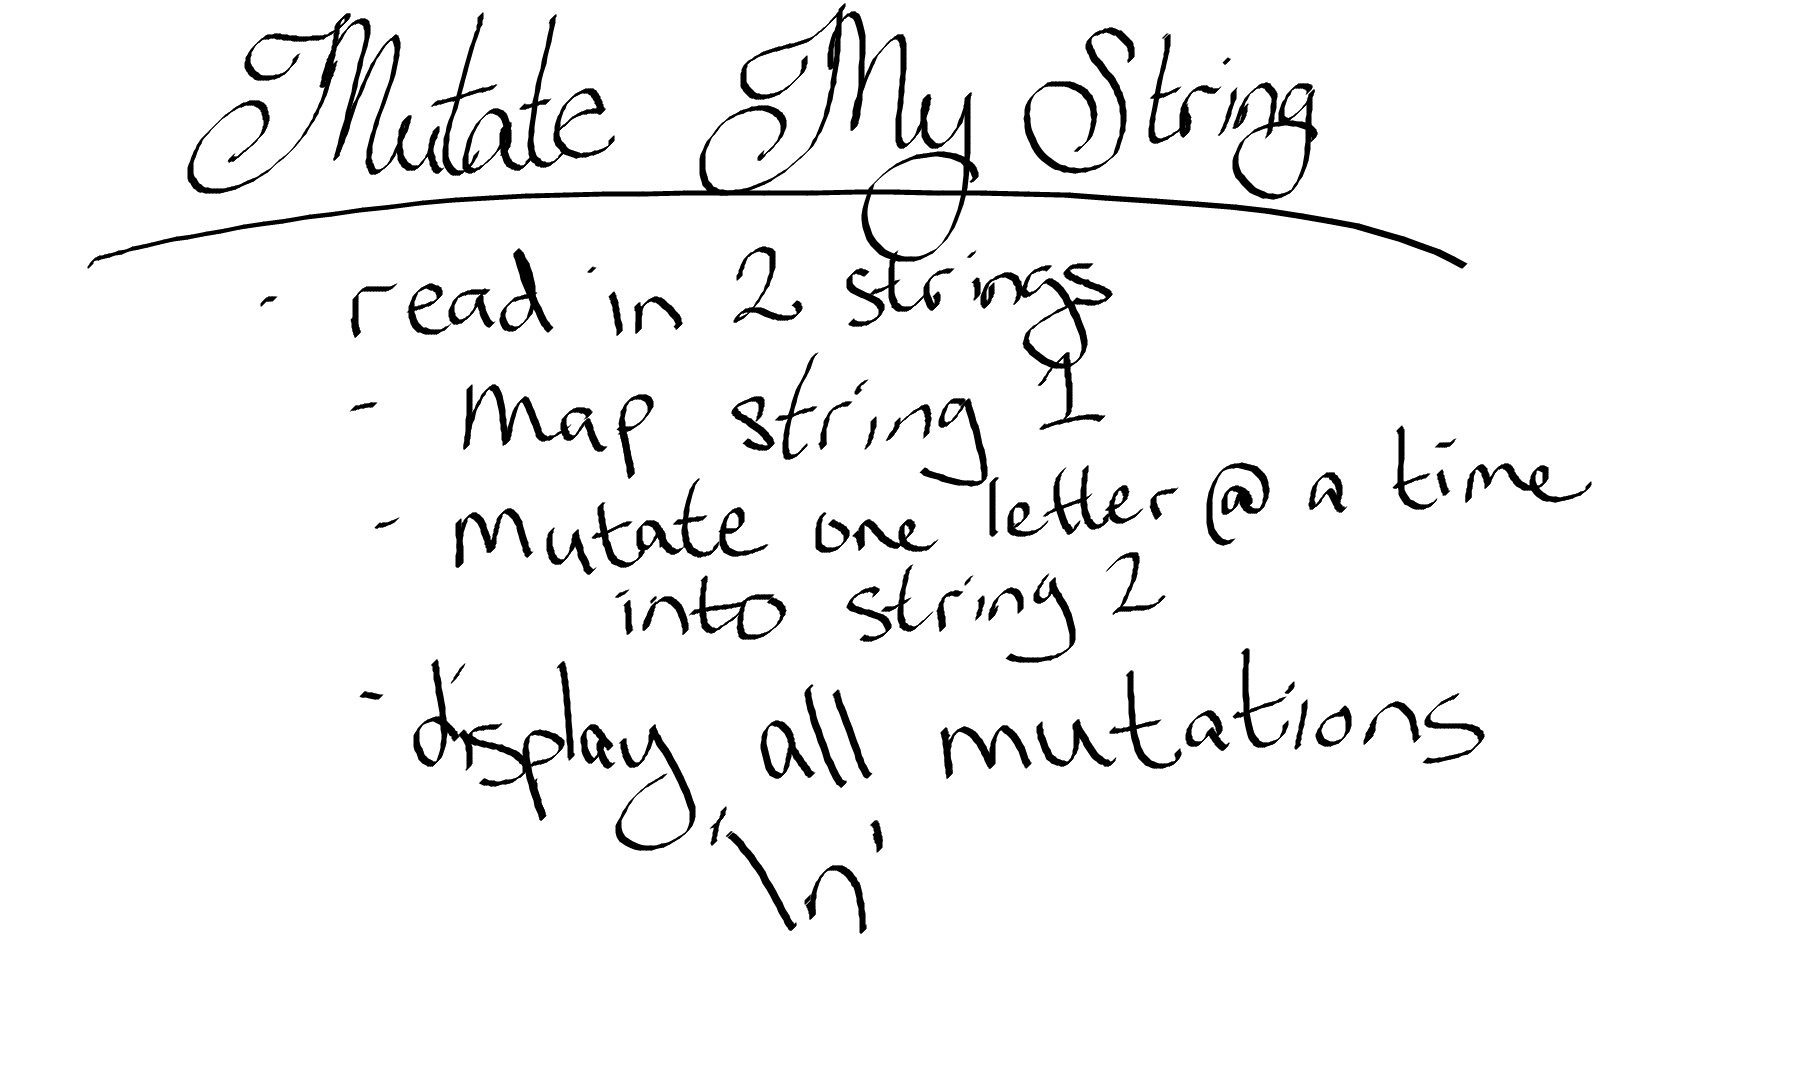 Mutate My String
- read in 2 strings
- Map string 1
- Mutate one letter @ a time
into string 2
- display all mutations
'\n'